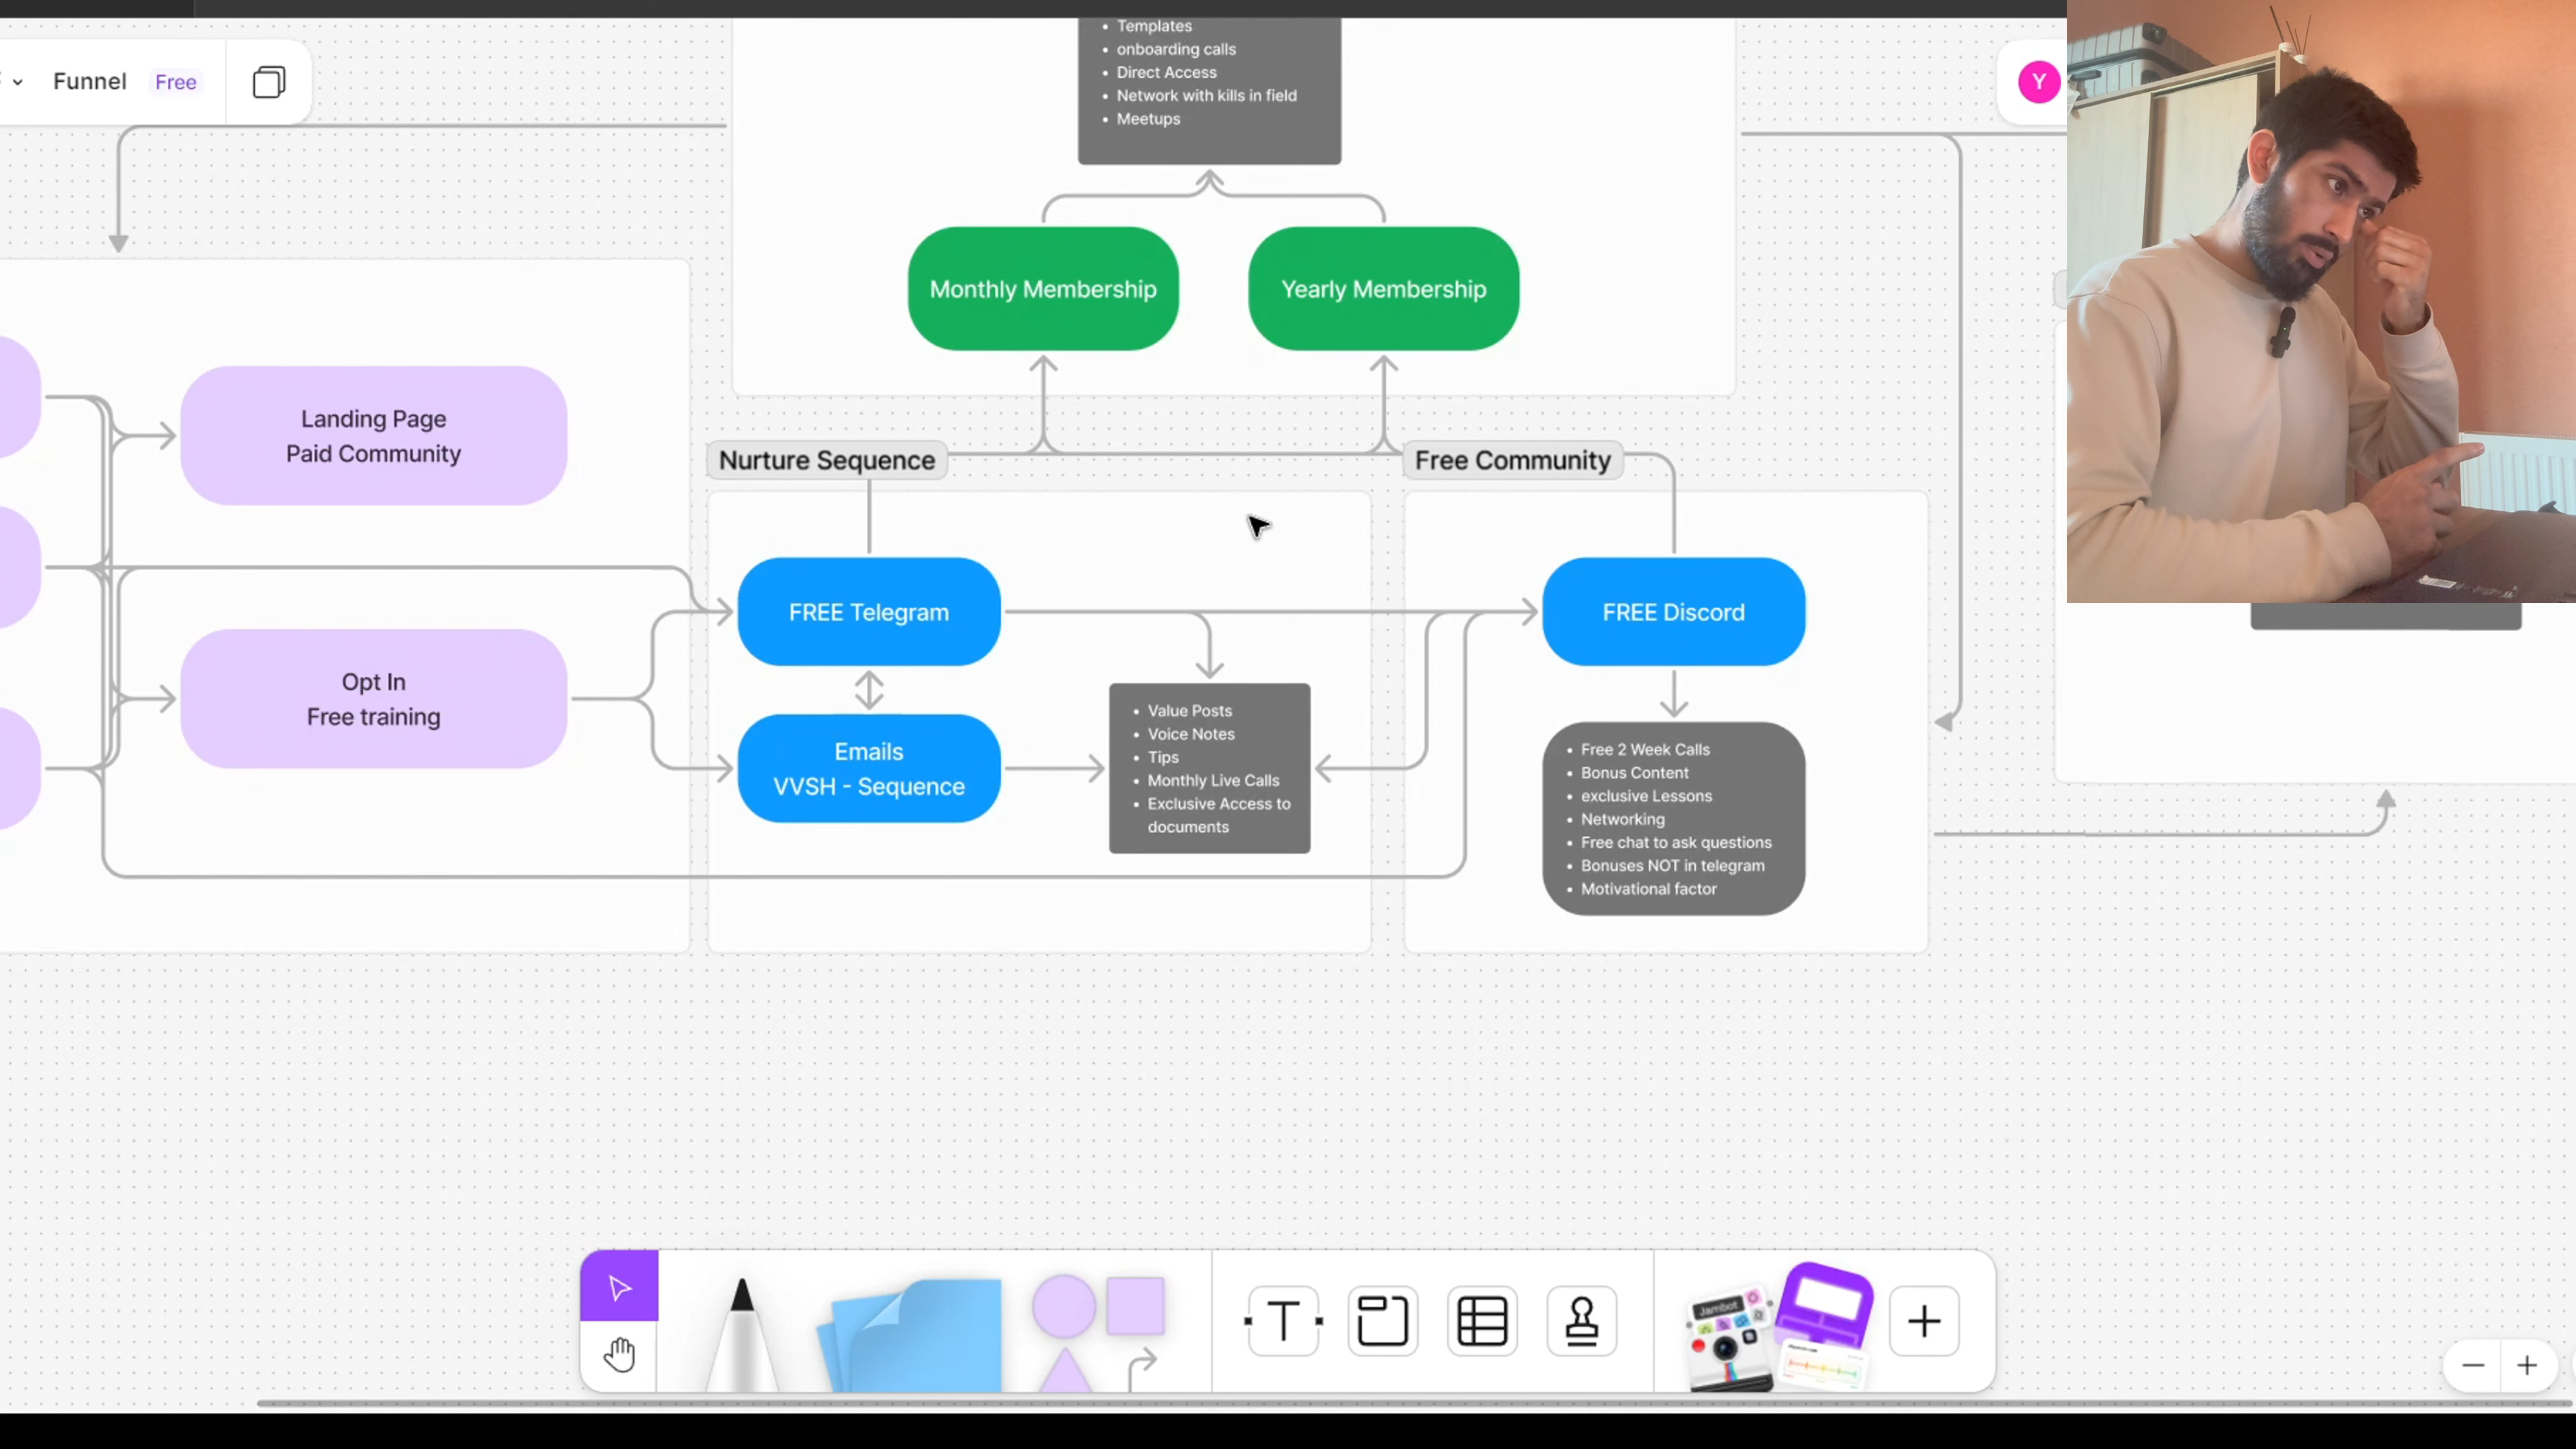 Funnel
Free
Templates
onboarding calls
Direct Access
Network with kills in field
Meetups
Y
Monthly Membership
Yearly Membership
Landing Page
Paid Community
Nurture Sequence
Free Community
FREE Telegram
FREE Discord
Opt In
Free training
Emails
VVSH - Sequence
Value Posts
Voice Notes
Tips
Monthly Live Calls
Exclusive Access to
documents
Free 2 Week Calls
Bonus Content
exclusive Lessons
Networking
Free chat to ask questions
Bonuses NOT in telegram
Motivational factor
T
Jambot